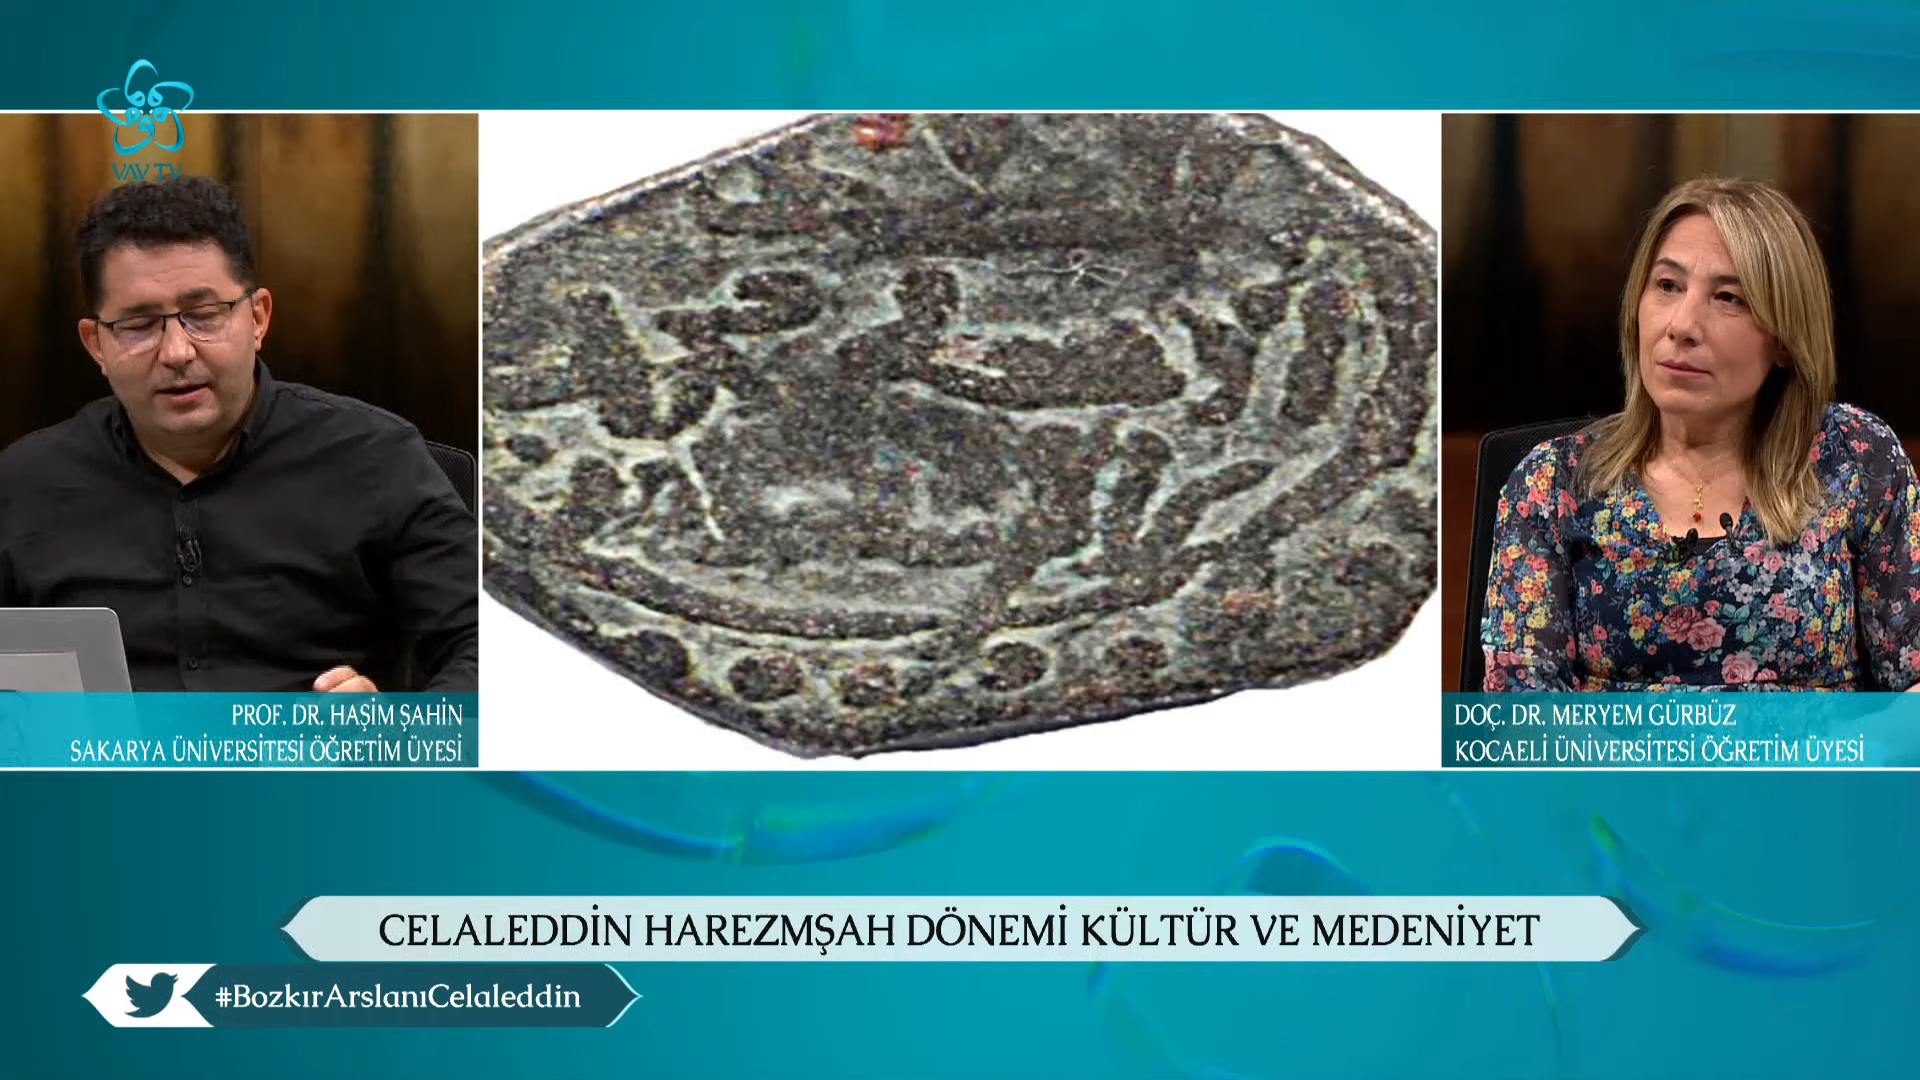 VAV TV
PROF. DR. HAŞİM ŞAHİN
SAKARYA ÜNİVERSİTESİ ÖĞRETİM ÜYESİ
DOÇ. DR. MERYEM GÜRBÜZ
KOCAELİ ÜNİVERSİTESİ ÖĞRETİM ÜYESİ
CELALEDDİN HAREZMŞAH DÖNEMİ KÜLTÜR VE MEDENİYET
#BozkırArslanıCelaleddin